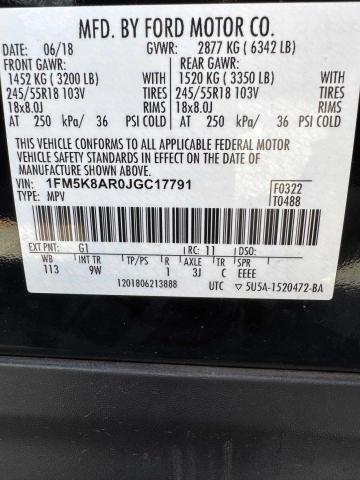 MFD. BY FORD MOTOR CO.
DATE: 06/18 GVWR: 2877 KG (6342 LB)
FRONT GAWR: REAR GAWR:
1452 KG (3200 LB) 1520 KG (3350 LB)
245/55R18 103V TIRES 245/55R18 103V TIRES
18x8.0J RIMS 18x8.0J RIMS
AT 250 kPa/ 36 PSI COLD AT 250 kPa/ 36 PSI COLD
THIS VEHICLE CONFORMS TO ALL APPLICABLE FEDERAL MOTOR
VEHICLE SAFETY AND BUMPER STANDARDS IN EFFECT ON THE DATE OF
MANUFACTURE SHOWN ABOVE.
VIN: 1FM5K8AR0JGC17791 F0322
TYPE: MPV T0488
EXT PNT: G1 RC: 11 DSO:
WB INT TR TP/PS R AX TR SPR
113 9W 1 3J C EEEE
1201806213888 UTC ▽ 5U5A-1520472-BA